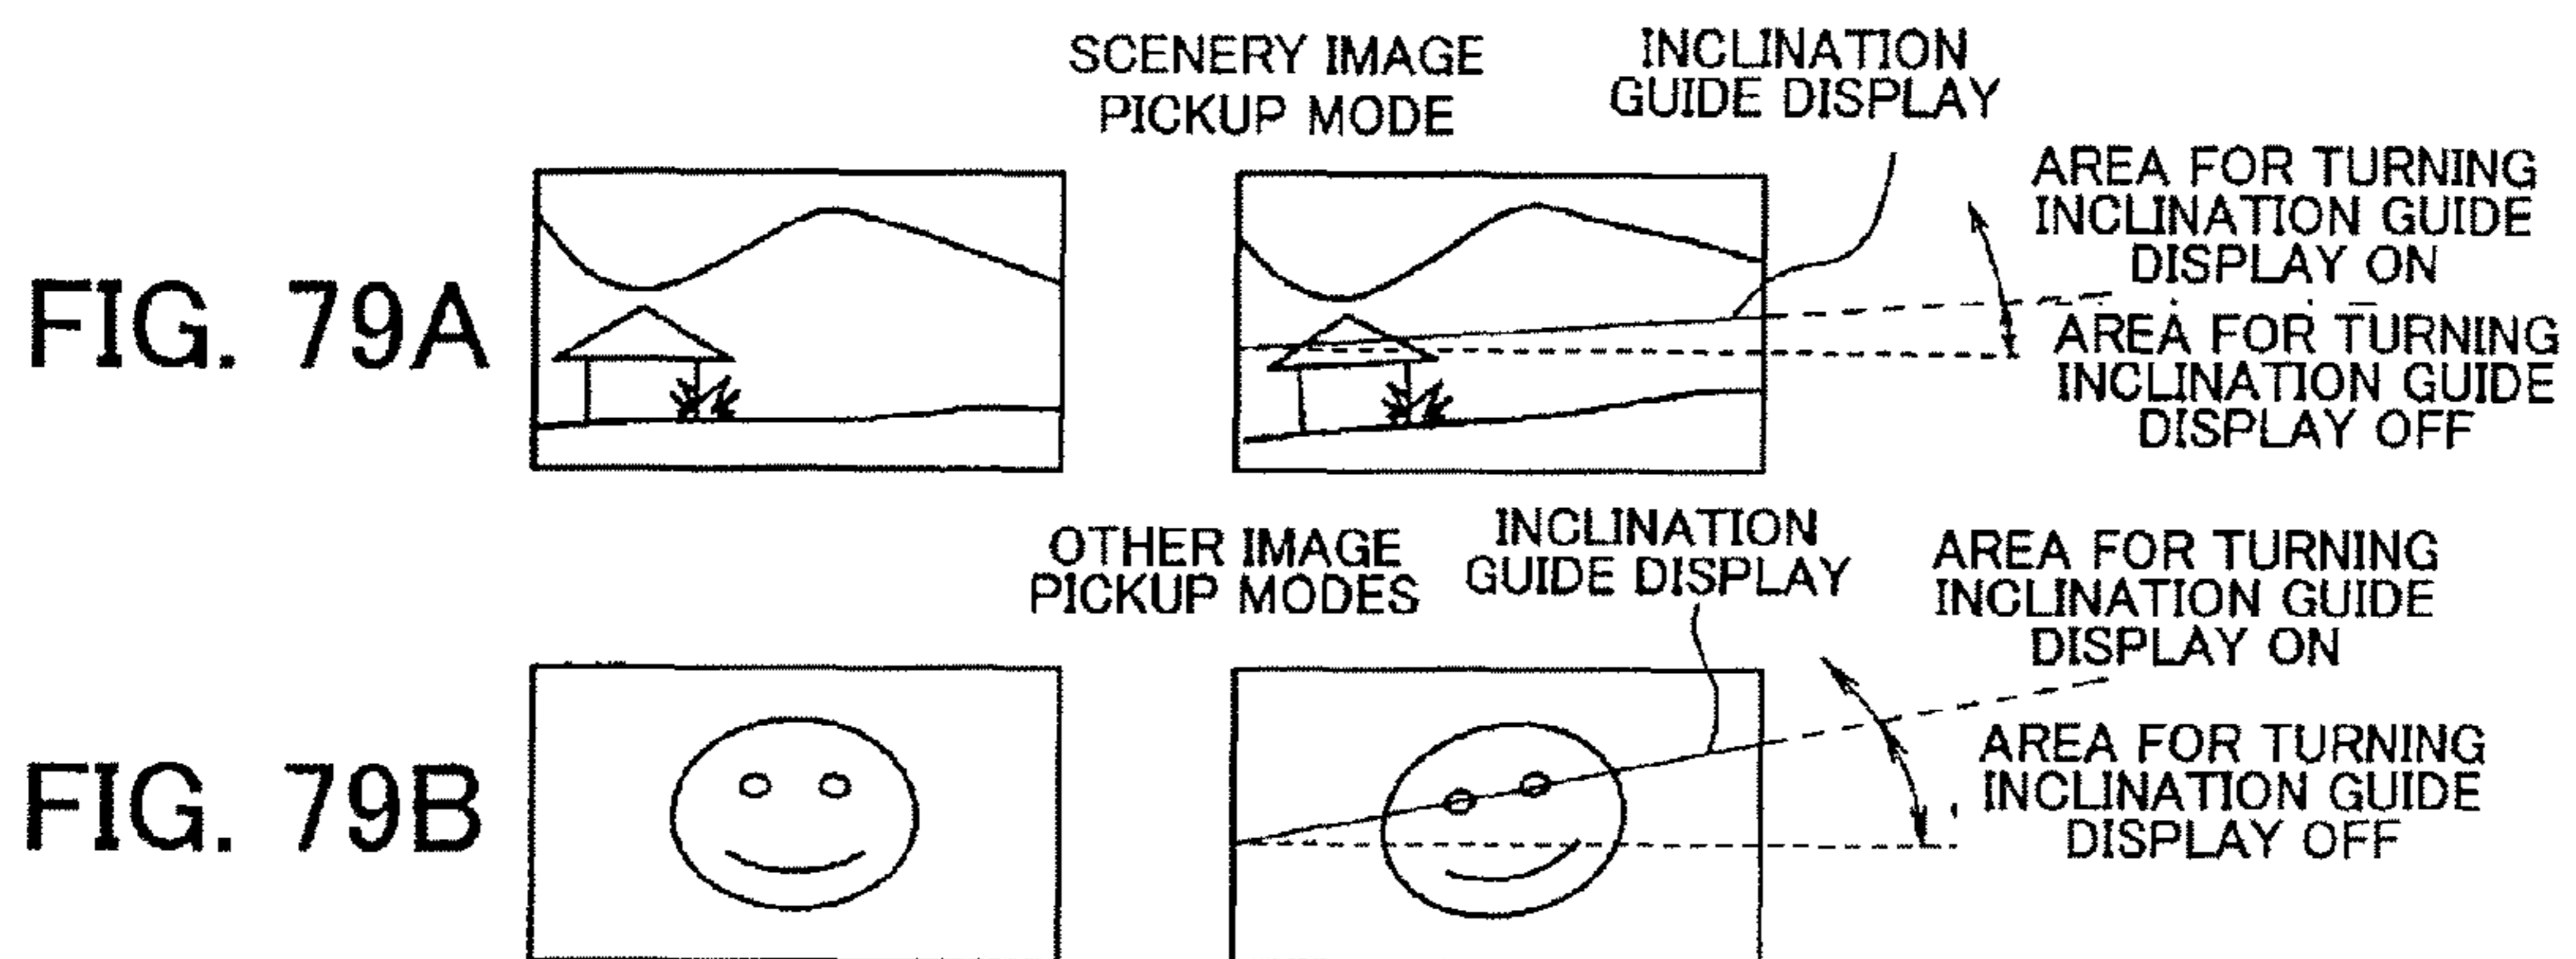 SCENERY IMAGE
PICKUP MODE
INCLINATION
GUIDE DISPLAY
AREA FOR TURNING
INCLINATION GUIDE
DISPLAY ON
AREA FOR TURNING
INCLINATION GUIDE
DISPLAY OFF
FIG. 79A
OTHER IMAGE
PICKUP MODES
INCLINATION
GUIDE DISPLAY
AREA FOR TURNING
INCLINATION GUIDE
DISPLAY ON
AREA FOR TURNING
INCLINATION GUIDE
DISPLAY OFF
FIG. 79B